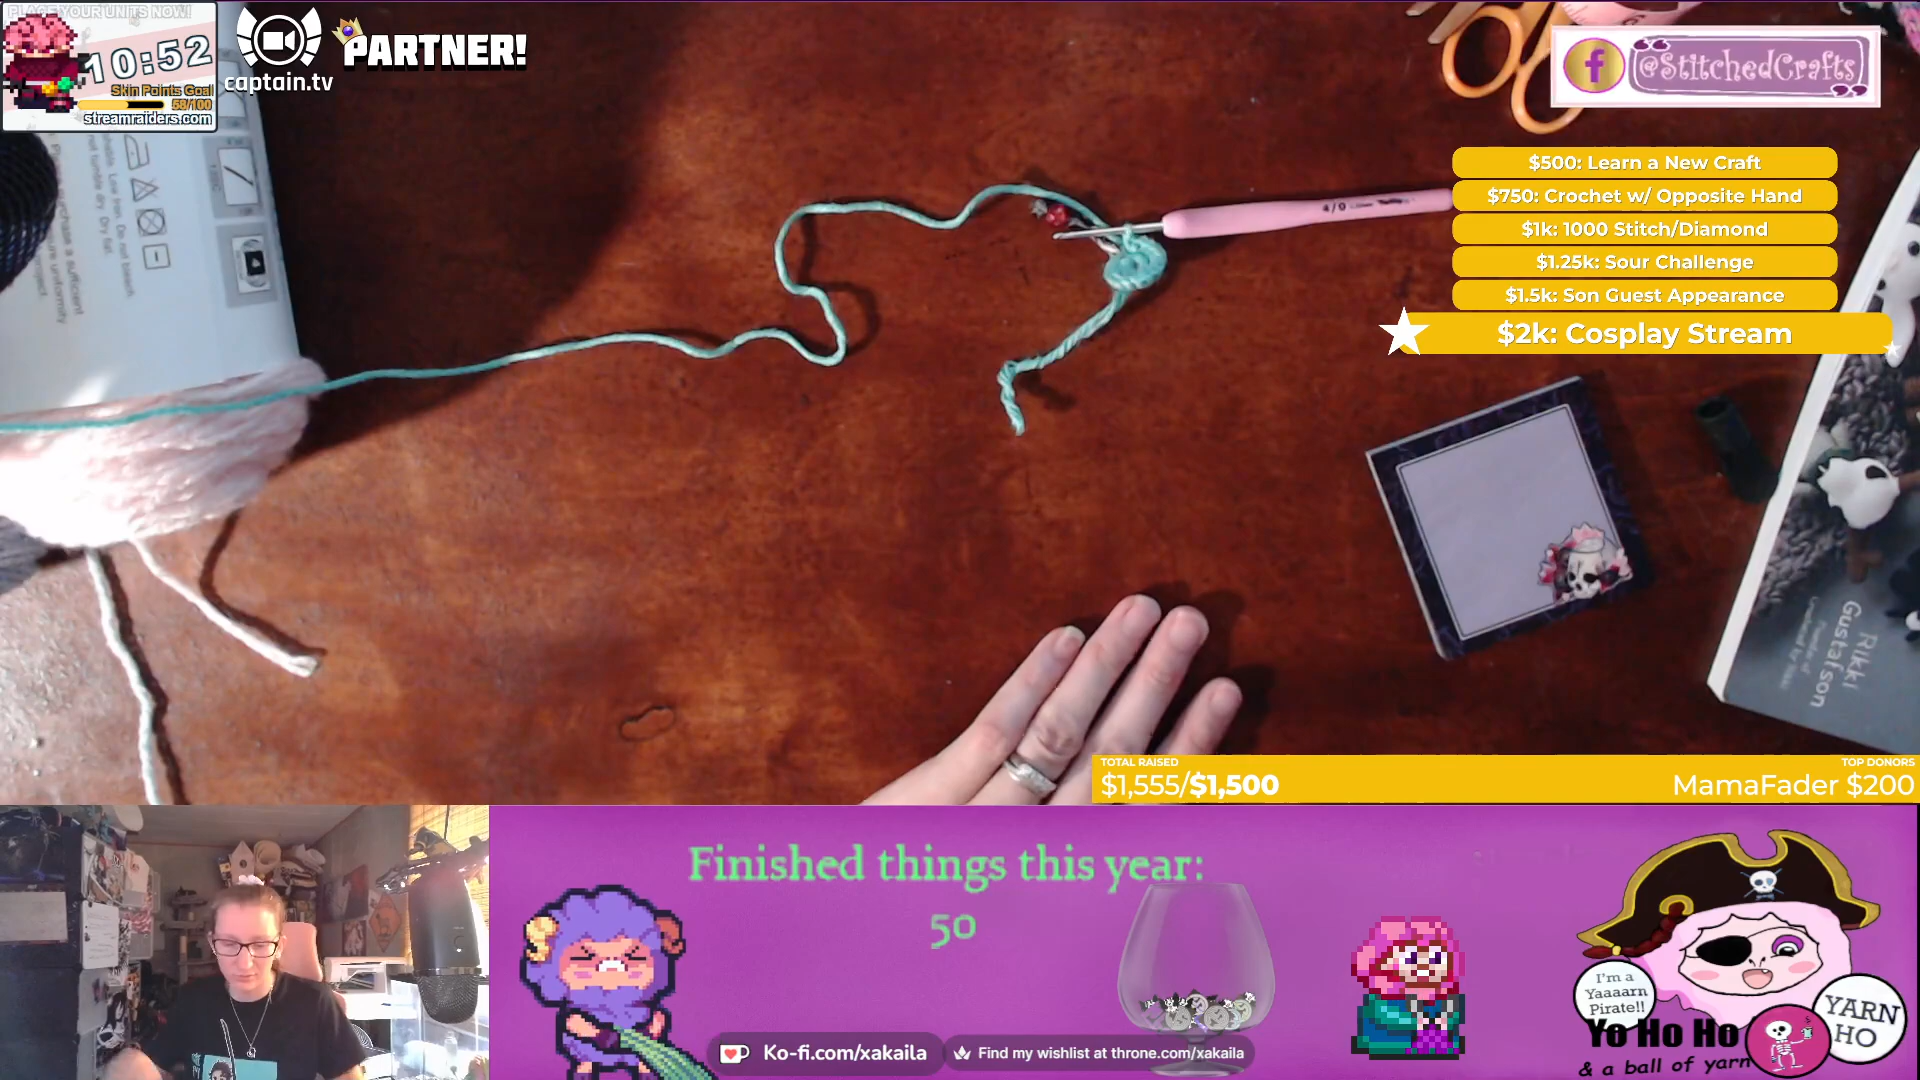 PLACE YOUR UNITS NOW!
10:52
Skin Points Goal
58/100
streamraiders.com
captain.tv
PARTNER!
@StitchedCrafts
$500: Learn a New Craft
$750: Crochet w/ Opposite Hand
$1k: 1000 Stitch/Diamond
$1.25k: Sour Challenge
$1.5k: Son Guest Appearance
$2k: Cosplay Stream
4/0
Rikki
Gustafson
TOTAL RAISED
$1,555/$1,500
TOP DONORS
MamaFader $200
Finished things this year:
50
Ko-fi.com/xakaila
Find my wishlist at throne.com/xakaila
I'm a
Yaaaarn
Pirate!!
YARN
HO
Yo Ho Ho
& a ball of yarn